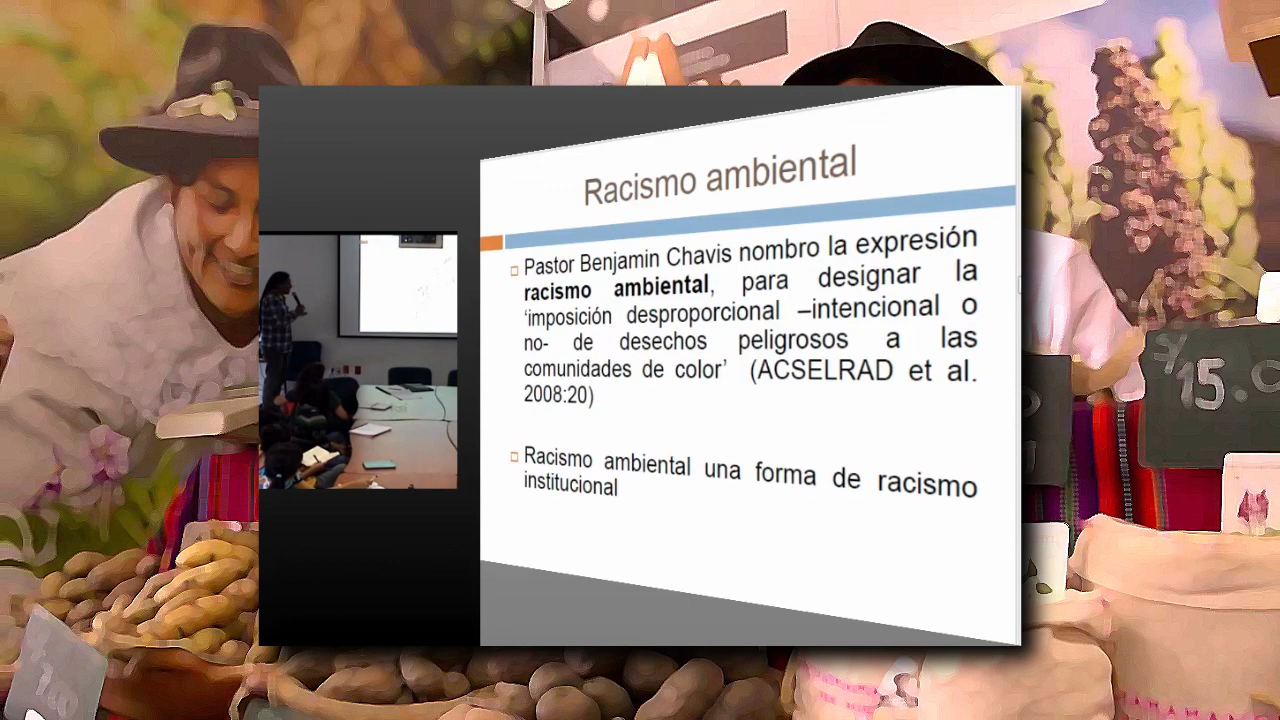 Racismo ambiental
Pastor Benjamin Chavis nombro la expresión
racismo ambiental, para designar la
‘imposición desproporcional –intencional o
no- de desechos peligrosos a las
comunidades de color’ (ACSELRAD et al.
2008:20)
Racismo ambiental una forma de racismo
institucional
S/
15.